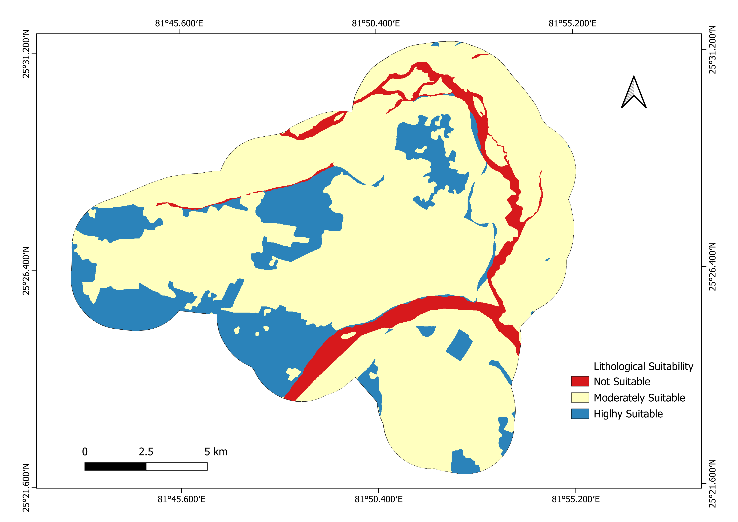 81°45.600'E 81°50.400'E 81°55.200'E
25°31.200'N 25°31.200'N
25°26.400'N 25°26.400'N
Lithological Suitability
Not Suitable
Moderately Suitable
Higlhy Suitable
0 2.5 5 km
25°21.600'N 25°21.600'N
81°45.600'E 81°50.400'E 81°55.200'E